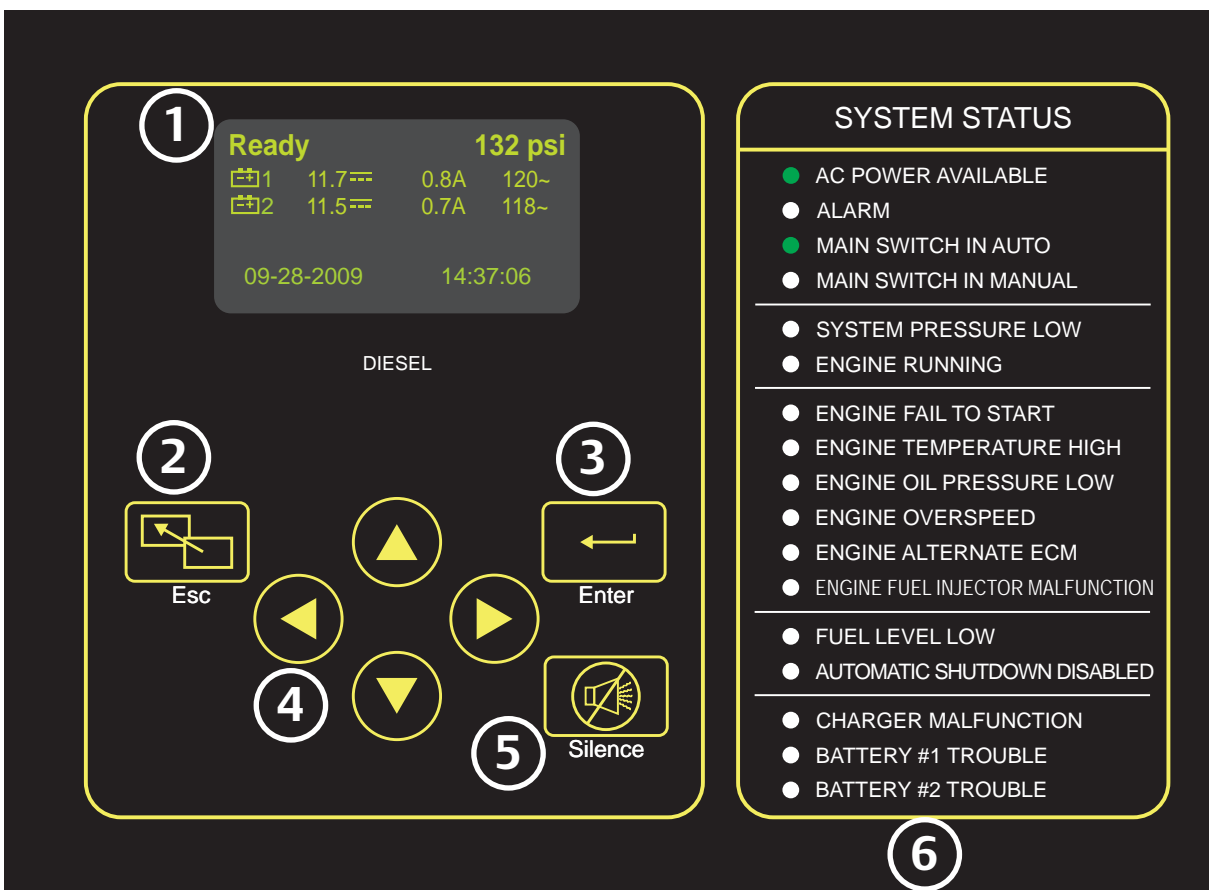 1
Ready 132 psi
1 11.7 0.8A 120~
2 11.5 0.7A 118~
09-28-2009 14:37:06
DIESEL
2
Esc
3
Enter
4
5
Silence
SYSTEM STATUS
AC POWER AVAILABLE
ALARM
MAIN SWITCH IN AUTO
MAIN SWITCH IN MANUAL
SYSTEM PRESSURE LOW
ENGINE RUNNING
ENGINE FAIL TO START
ENGINE TEMPERATURE HIGH
ENGINE OIL PRESSURE LOW
ENGINE OVERSPEED
ENGINE ALTERNATE ECM
ENGINE FUEL INJECTOR MALFUNCTION
FUEL LEVEL LOW
AUTOMATIC SHUTDOWN DISABLED
CHARGER MALFUNCTION
BATTERY #1 TROUBLE
BATTERY #2 TROUBLE
6